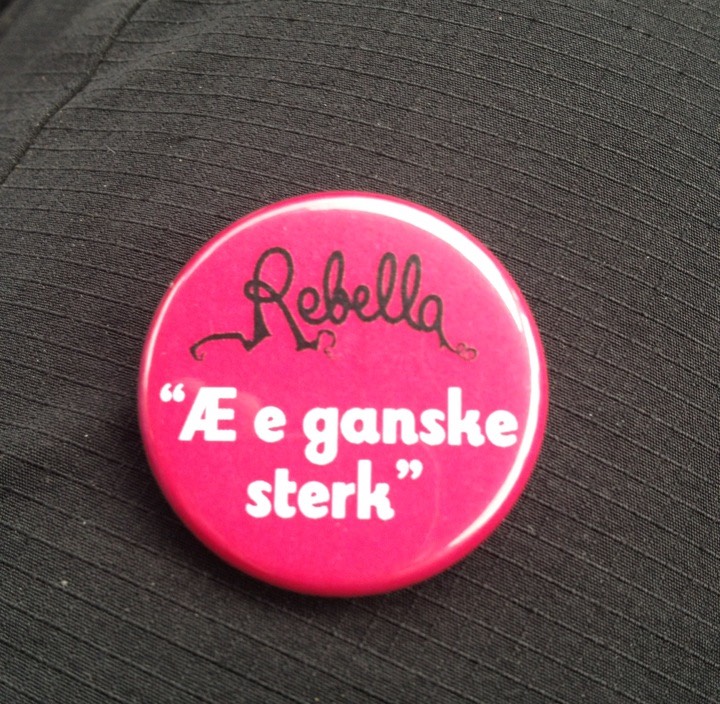 Rebella
“Æ e ganske
sterk”